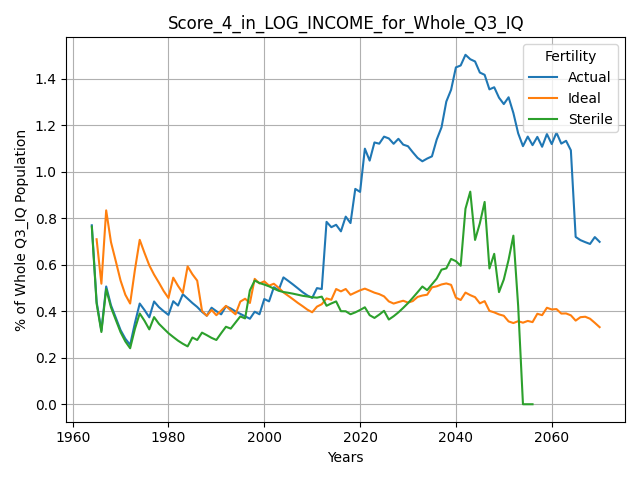 Score_4_in_LOG_INCOME_for_Whole_Q3_IQ
Fertility
Actual
Ideal
Sterile
% of Whole Q3_IQ Population
1.4
1.2
1.0
0.8
0.6
0.4
0.2
0.0
1960 1980 2000 2020 2040 2060
Years